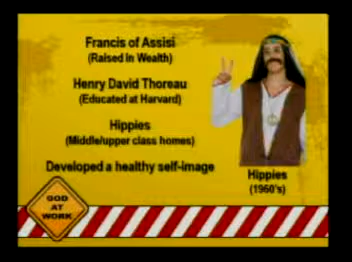 Francis of Assisi
(Raised in Wealth)
Henry David Thoreau
(Educated at Harvard)
Hippies
(Middle/upper class homes)
Developed a healthy self-image
Hippies
(1960's)
GOD
AT
WORK